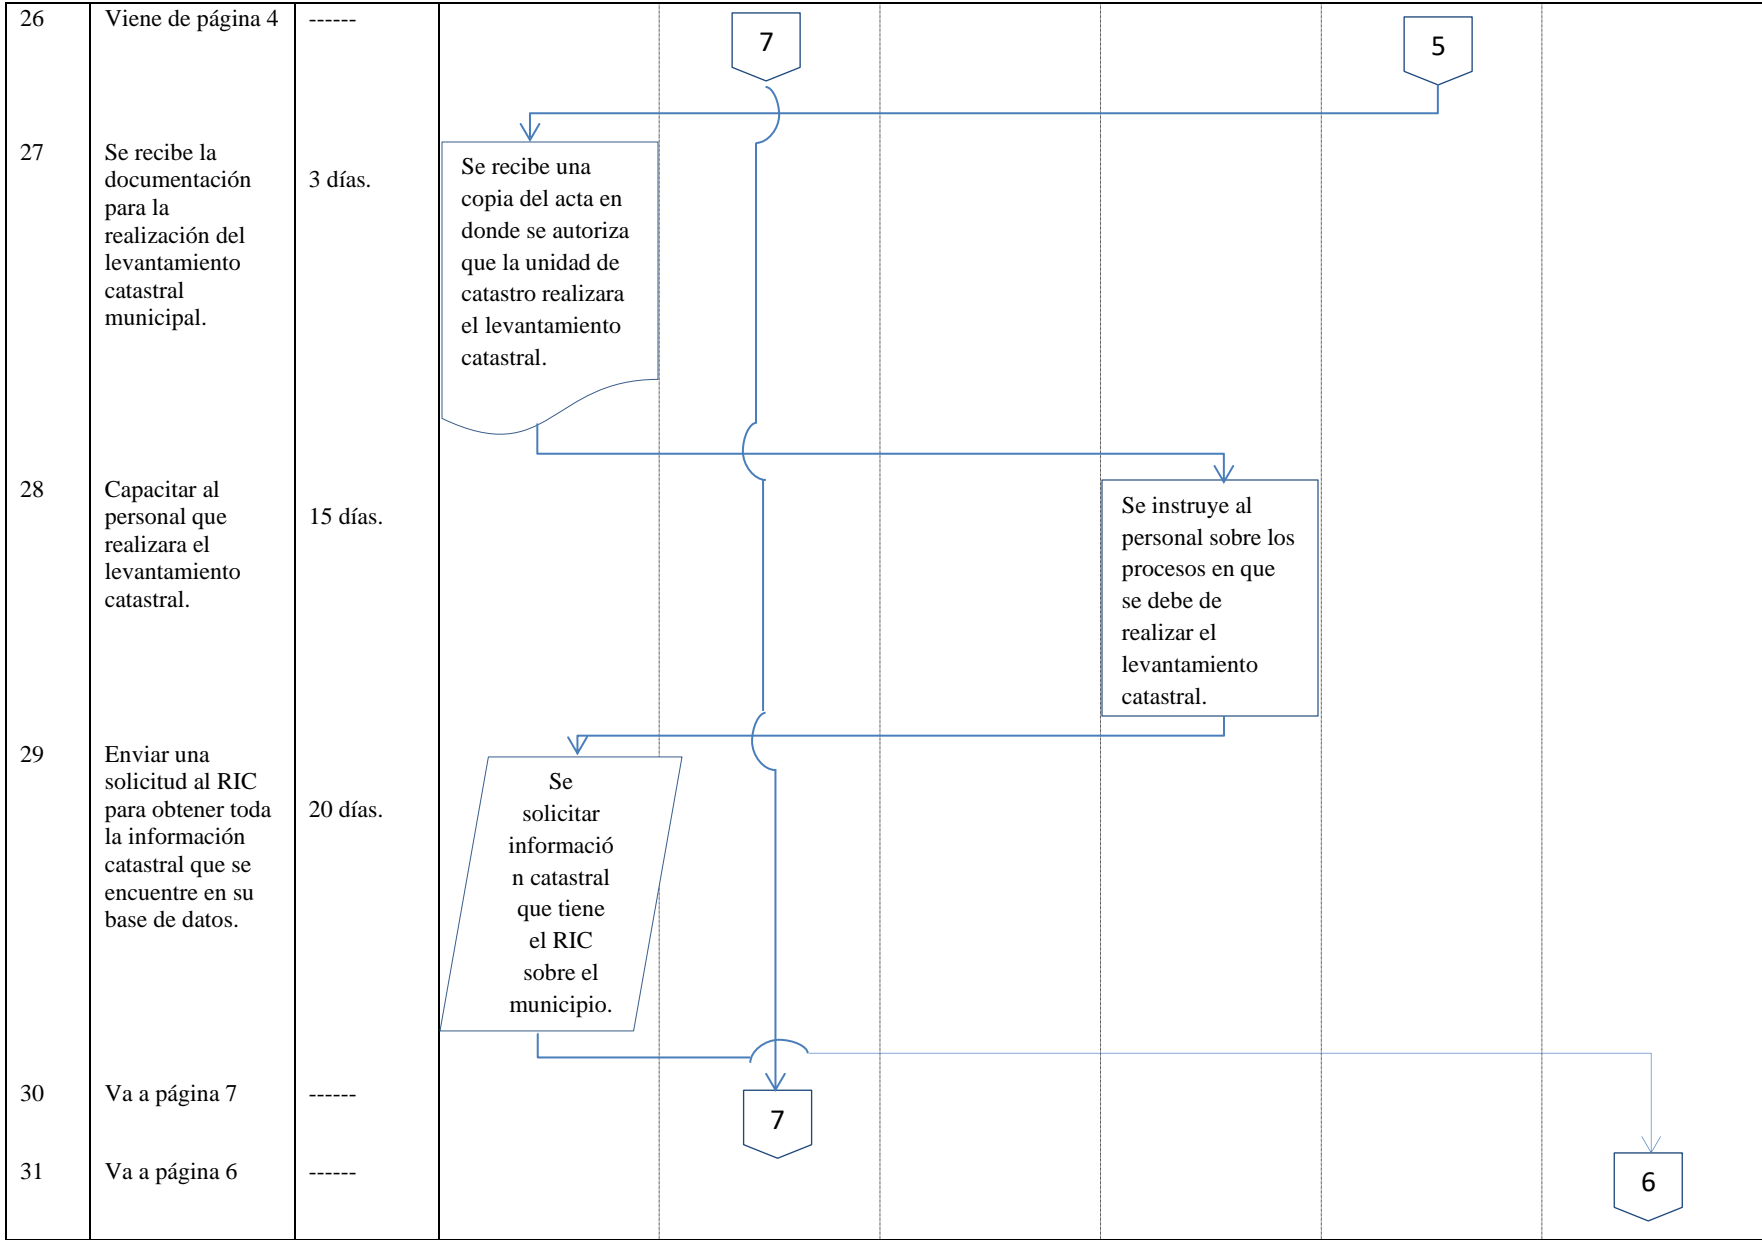 26
Viene de página 4
------
7
5
27
Se recibe la
documentación
para la
realización del
levantamiento
catastral
municipal.
3 días.
Se recibe una
copia del acta en
donde se autoriza
que la unidad de
catastro realizara
el levantamiento
catastral.
28
Capacitar al
personal que
realizara el
levantamiento
catastral.
15 días.
Se instruye al
personal sobre los
procesos en que
se debe de
realizar el
levantamiento
catastral.
29
Enviar una
solicitud al RIC
para obtener toda
la información
catastral que se
encuentre en su
base de datos.
20 días.
Se
solicitar
informació
n catastral
que tiene
el RIC
sobre el
municipio.
30
Va a página 7
------
7
31
Va a página 6
------
6